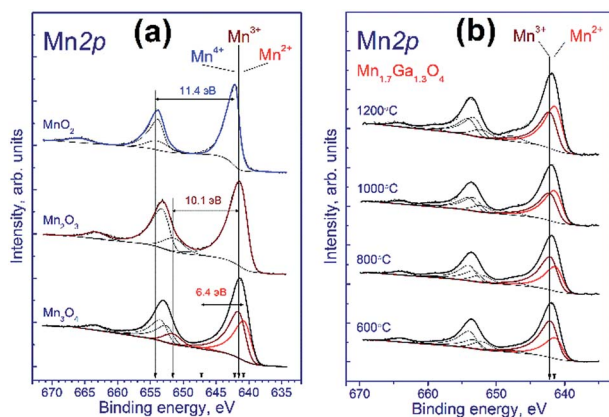 Mn2p
(a)
Mn³⁺
Mn⁴⁺
Mn²⁺
11.4 эВ
MnO₂
10.1 эВ
Mn₂O₃
6.4 эВ
Mn₃O₄
Intensity, arb. units
670 665 660 655 650 645 640 635
Binding energy, eV
Mn2p
(b)
Mn³⁺
Mn²⁺
Mn₁.₇Ga₁.₃O₄
1200°C
1000°C
800°C
600°C
Intensity, arb. units
670 660 650 640
Binding energy, eV